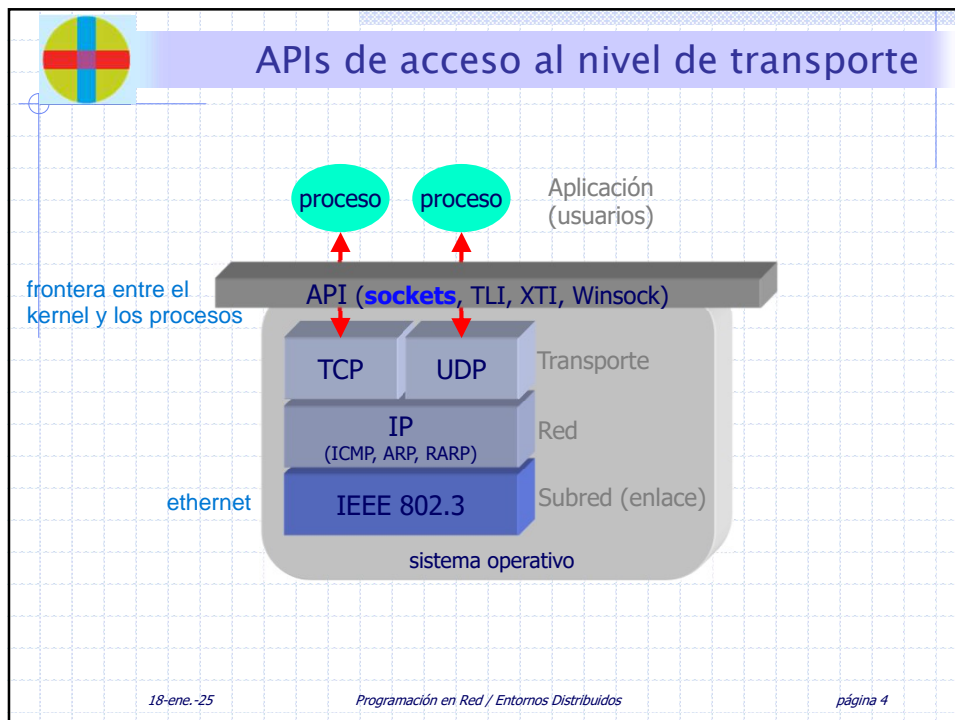 APIs de acceso al nivel de transporte
proceso
proceso
Aplicación
(usuarios)
frontera entre el
kernel y los procesos
API (sockets, TLI, XTI, Winsock)
TCP
UDP
Transporte
IP
(ICMP, ARP, RARP)
Red
ethernet
IEEE 802.3
Subred (enlace)
sistema operativo
18-ene.-25
Programación en Red / Entornos Distribuidos
página 4